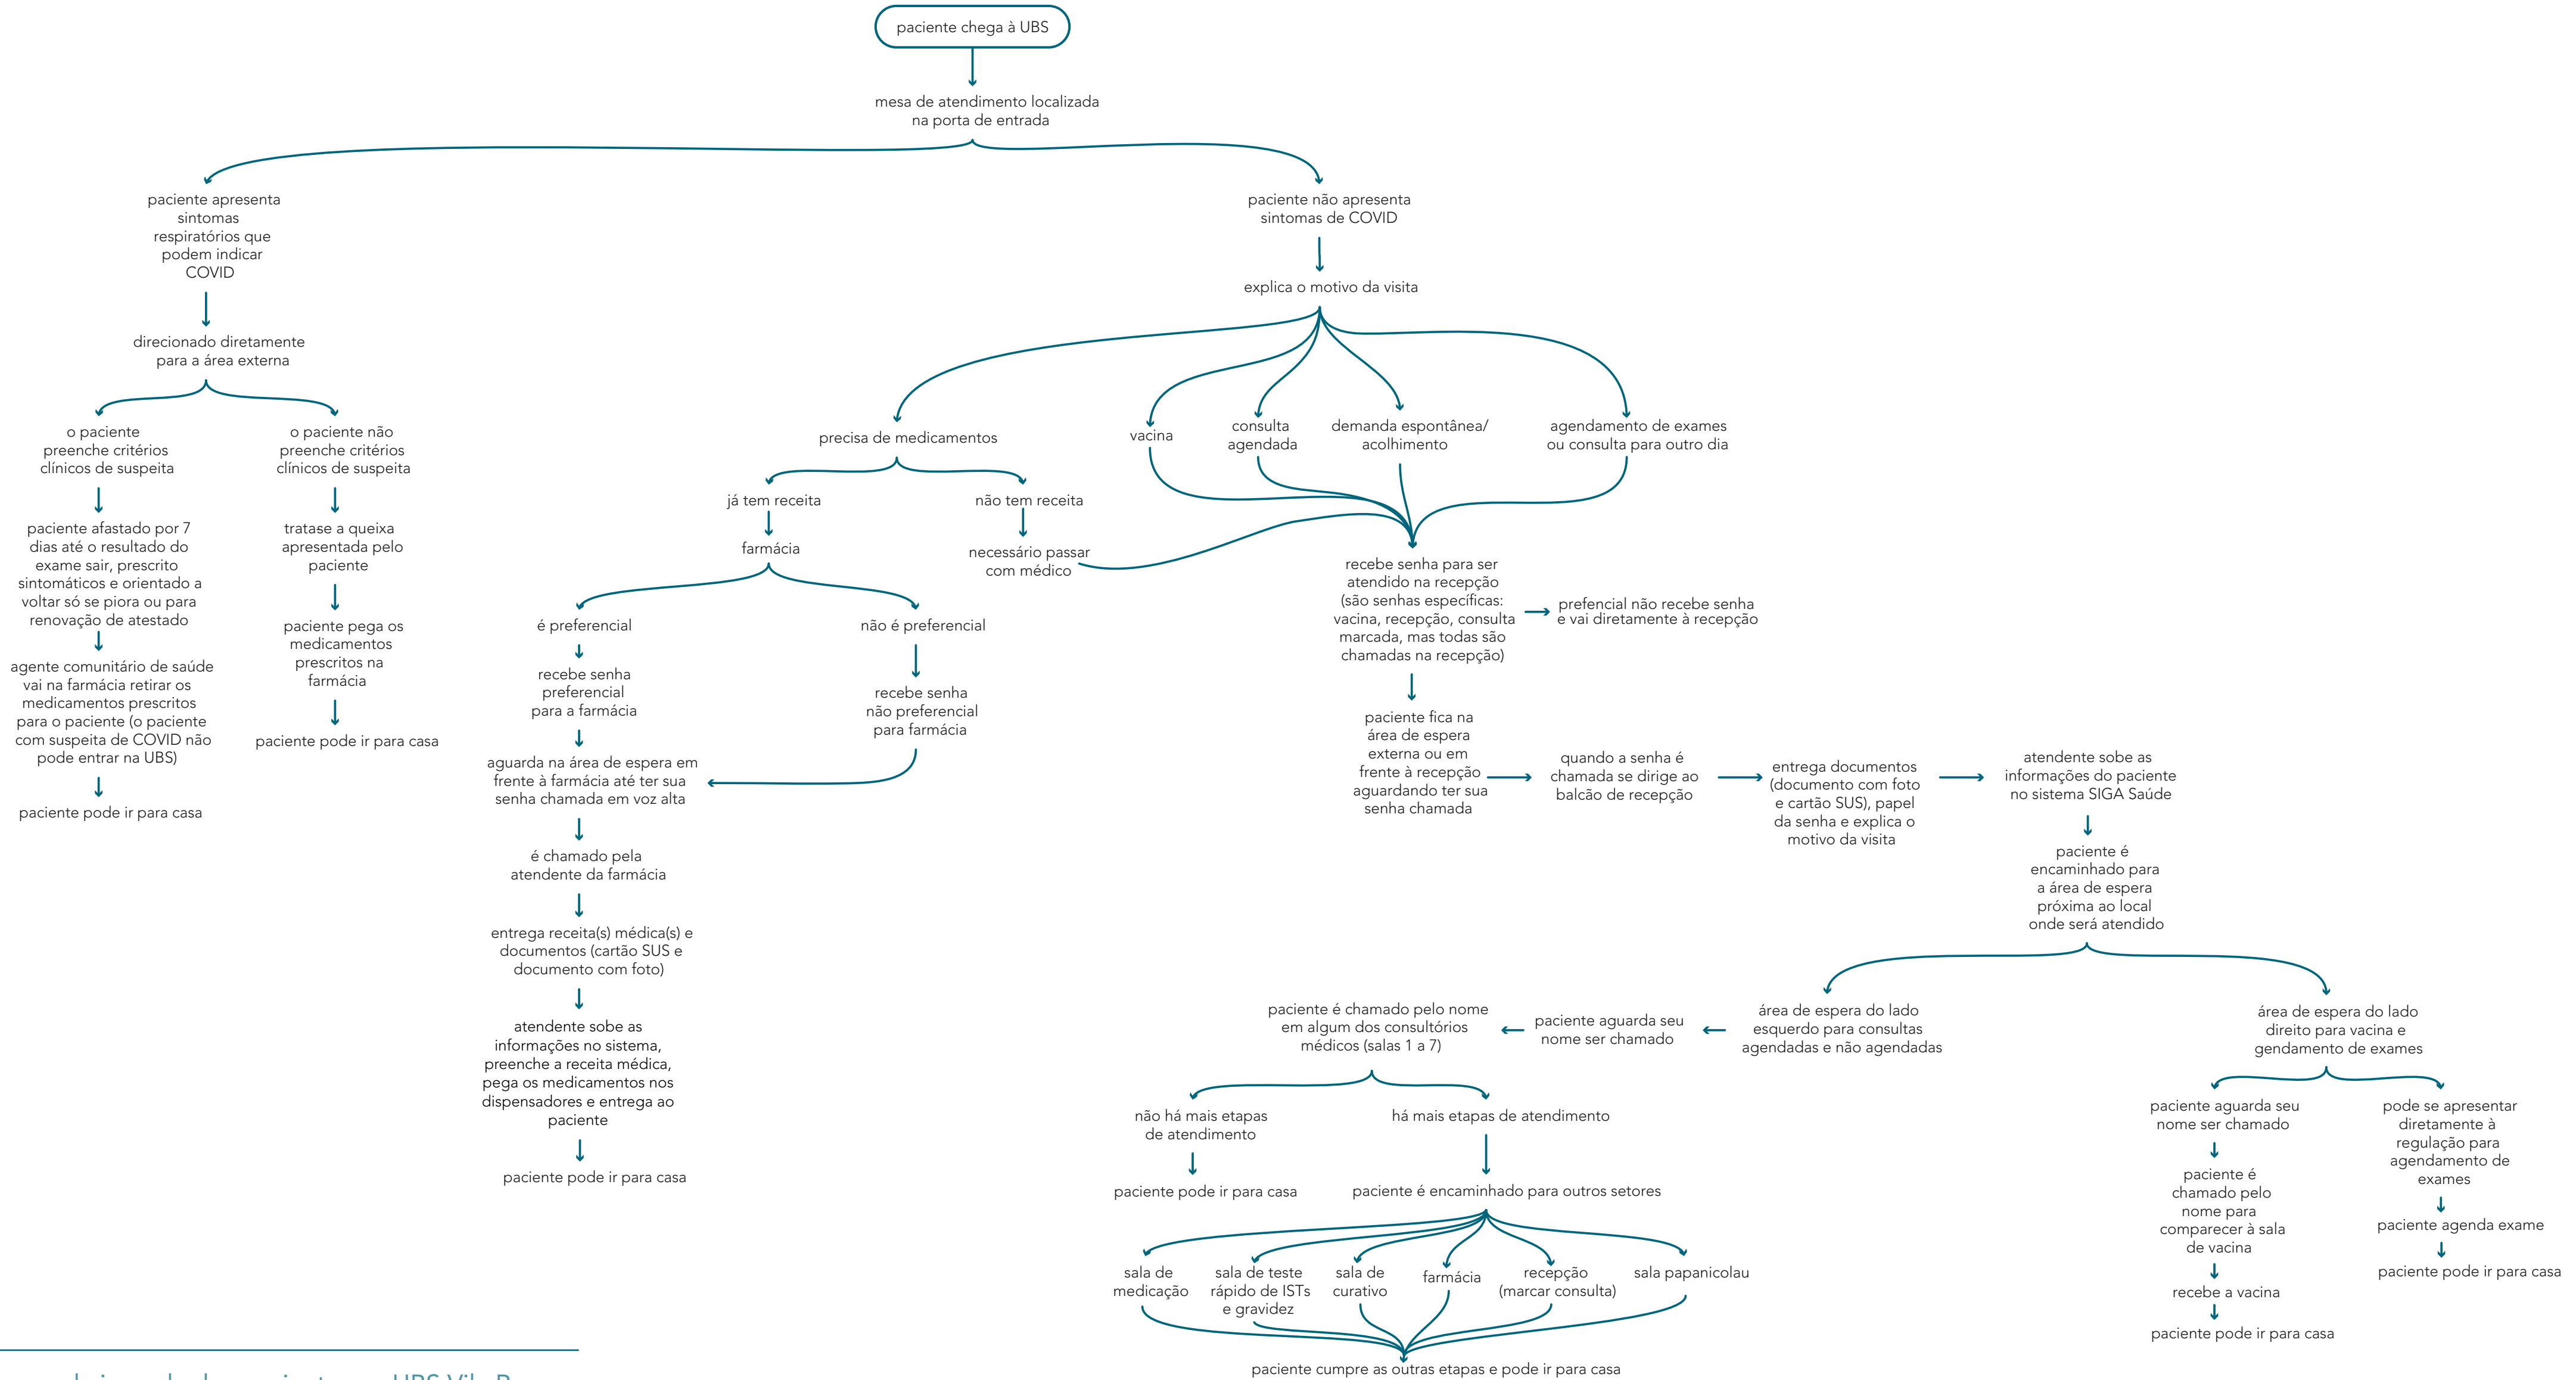 paciente chega à UBS
mesa de atendimento localizada
na porta de entrada
paciente apresenta
sintomas
respiratórios que
podem indicar
COVID
direcionado diretamente
para a área externa
o paciente
preenche critérios
clínicos de suspeita
paciente afastado por 7
dias até o resultado do
exame sair, prescrito
sintomáticos e orientado a
voltar só se piora ou para
renovação de atestado
agente comunitário de saúde
vai na farmácia retirar os
medicamentos prescritos
para o paciente (o paciente
com suspeita de COVID não
pode entrar na UBS)
paciente pode ir para casa
o paciente não
preenche critérios
clínicos de suspeita
tratase a queixa
apresentada pelo
paciente
paciente pega os
medicamentos
prescritos na
farmácia
paciente pode ir para casa
paciente não apresenta
sintomas de COVID
explica o motivo da visita
precisa de medicamentos
vacina
consulta
agendada
demanda espontânea/
acolhimento
agendamento de exames
ou consulta para outro dia
já tem receita
não tem receita
farmácia
necessário passar
com médico
é preferencial
não é preferencial
recebe senha
preferencial
para a farmácia
recebe senha
não preferencial
para farmácia
aguarda na área de espera em
frente à farmácia até ter sua
senha chamada em voz alta
é chamado pela
atendente da farmácia
entrega receita(s) médica(s) e
documentos (cartão SUS e
documento com foto)
atendente sobe as
informações no sistema,
preenche a receita médica,
pega os medicamentos nos
dispensadores e entrega ao
paciente
paciente pode ir para casa
recebe senha para ser
atendido na recepção
(são senhas específicas:
vacina, recepção, consulta
marcada, mas todas são
chamadas na recepção)
prefencial não recebe senha
e vai diretamente à recepção
paciente fica na
área de espera
externa ou em
frente à recepção
aguardando ter sua
senha chamada
quando a senha é
chamada se dirige ao
balcão de recepção
entrega documentos
(documento com foto
e cartão SUS), papel
da senha e explica o
motivo da visita
atendente sobe as
informações do paciente
no sistema SIGA Saúde
paciente é
encaminhado para
a área de espera
próxima ao local
onde será atendido
área de espera do lado
esquerdo para consultas
agendadas e não agendadas
paciente aguarda seu
nome ser chamado
paciente é chamado pelo nome
em algum dos consultórios
médicos (salas 1 a 7)
não há mais etapas
de atendimento
paciente pode ir para casa
há mais etapas de atendimento
paciente é encaminhado para outros setores
sala de
medicação
sala de teste
rápido de ISTs
e gravidez
sala de
curativo
farmácia
recepção
(marcar consulta)
sala papanicolau
paciente cumpre as outras etapas e pode ir para casa
área de espera do lado
direito para vacina e
gendamento de exames
paciente aguarda seu
nome ser chamado
paciente é
chamado pelo
nome para
comparecer à sala
de vacina
recebe a vacina
paciente pode ir para casa
pode se apresentar
diretamente à
regulação para
agendamento de
exames
paciente agenda exame
paciente pode ir para casa